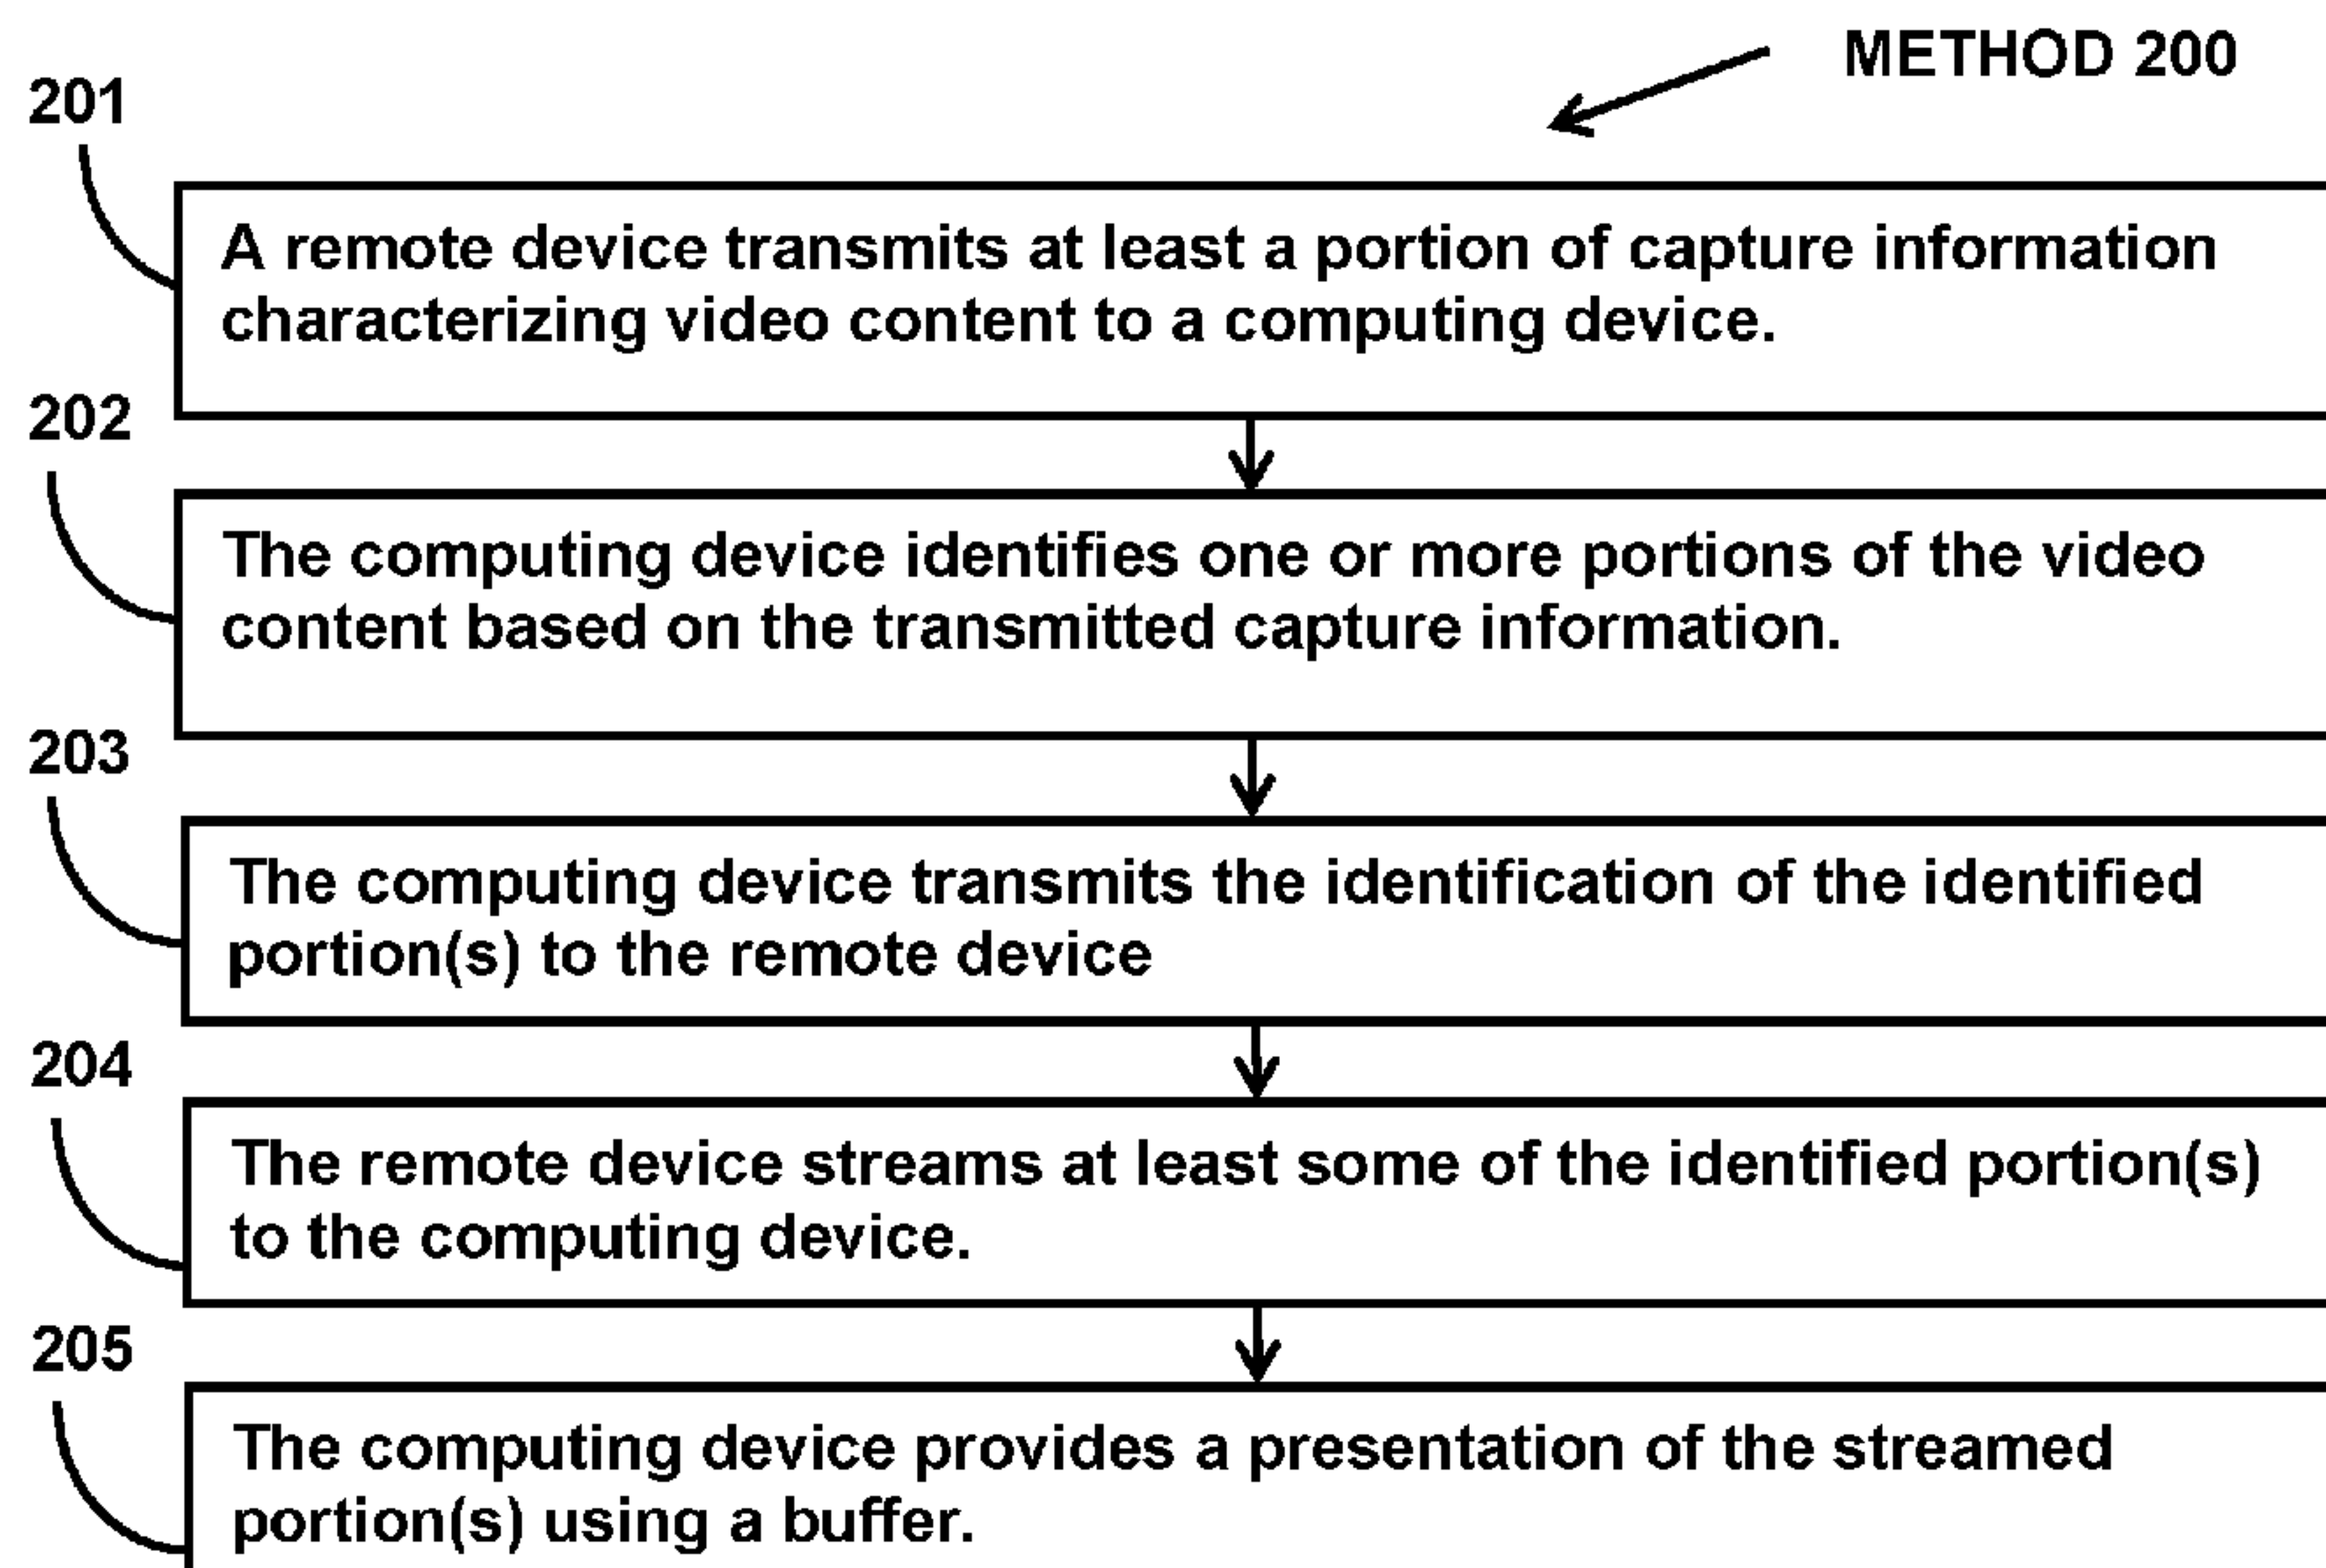 METHOD 200
201
A remote device transmits at least a portion of capture information
characterizing video content to a computing device.
202
The computing device identifies one or more portions of the video
content based on the transmitted capture information.
203
The computing device transmits the identification of the identified
portion(s) to the remote device
204
The remote device streams at least some of the identified portion(s)
to the computing device.
205
The computing device provides a presentation of the streamed
portion(s) using a buffer.